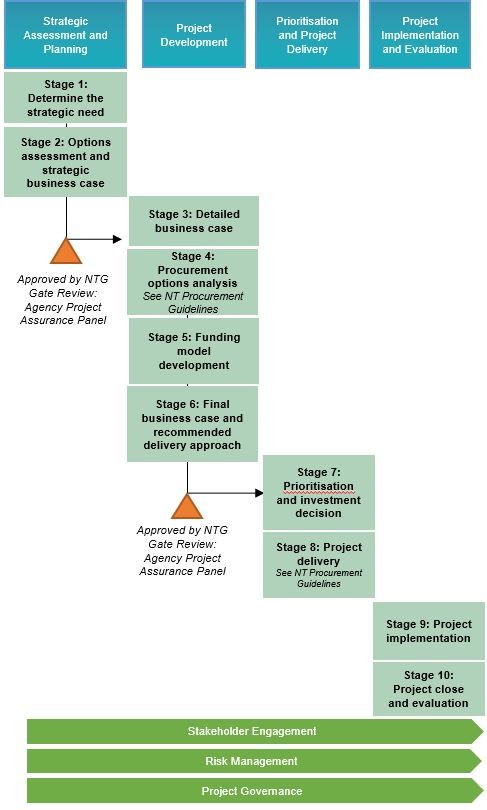 Strategic
Assessment and
Planning
Project
Development
Prioritisation
and Project
Delivery
Project
Implementation
and Evaluation
Stage 1:
Determine the
strategic need
Stage 2: Options
assessment and
strategic
business case
Approved by NTG
Gate Review:
Agency Project
Assurance Panel
Stage 3: Detailed
business case
Stage 4:
Procurement
options analysis
See NT Procurement
Guidelines
Stage 5: Funding
model
development
Stage 6: Final
business case and
recommended
delivery approach
Approved by NTG
Gate Review:
Agency Project
Assurance Panel
Stage 7:
Prioritisation
and investment
decision
Stage 8: Project
delivery
See NT Procurement
Guidelines
Stage 9: Project
implementation
Stage 10:
Project close
and evaluation
Stakeholder Engagement
Risk Management
Project Governance